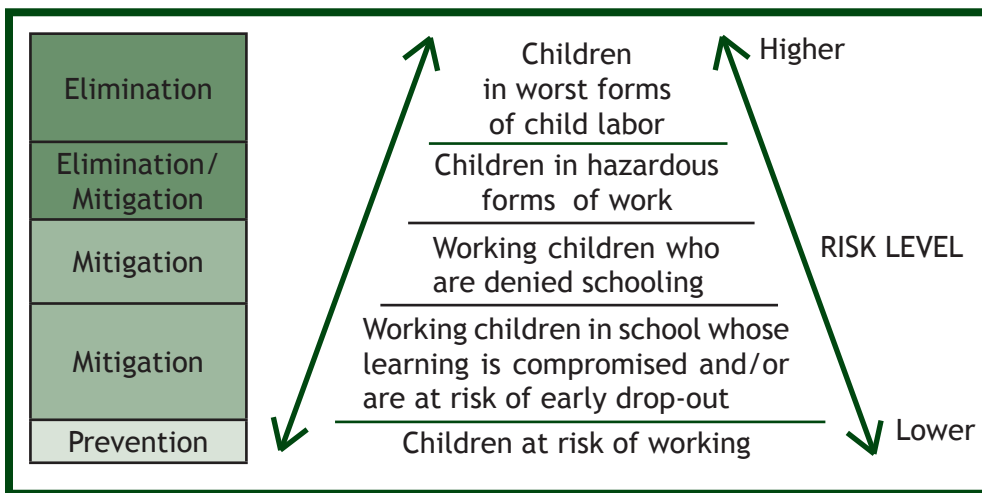 Elimination
Elimination/
Mitigation
Mitigation
Mitigation
Prevention
Children
in worst forms
of child labor
Children in hazardous
forms of work
Working children who
are denied schooling
Working children in school whose
learning is compromised and/or
are at risk of early drop-out
Children at risk of working
Higher
RISK LEVEL
Lower